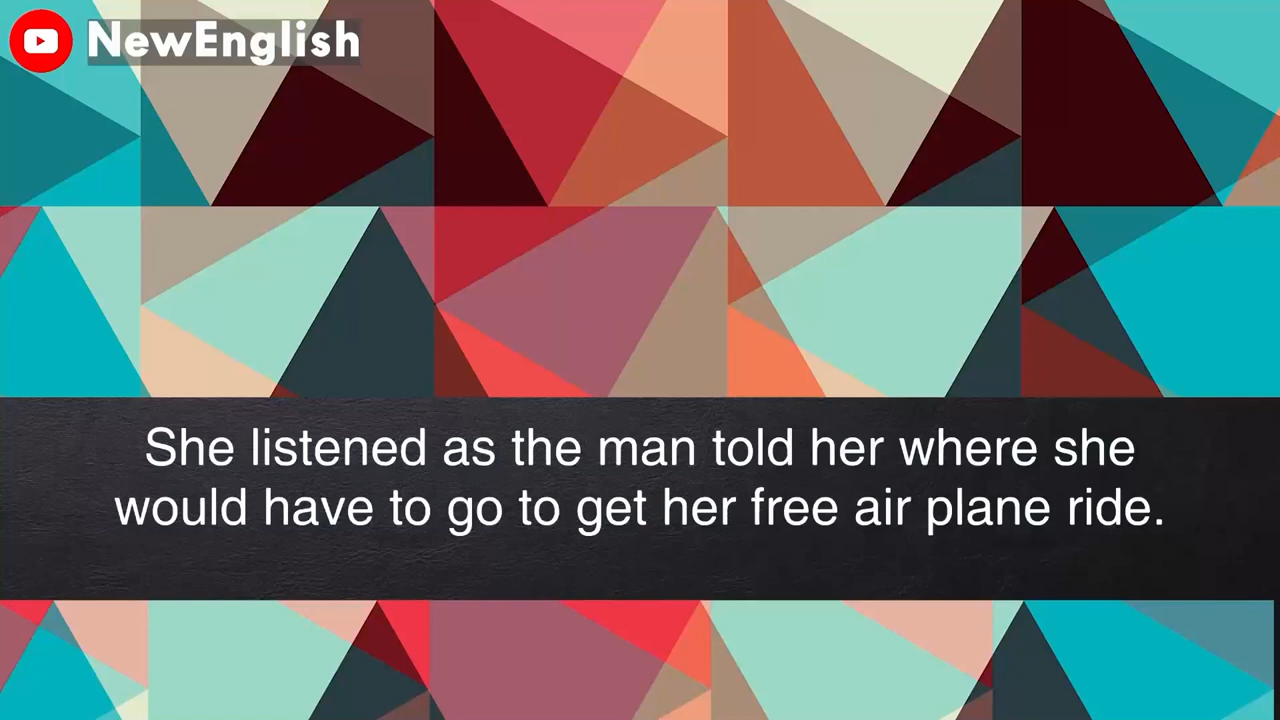 NewEnglish
She listened as the man told her where she
would have to go to get her free air plane ride.